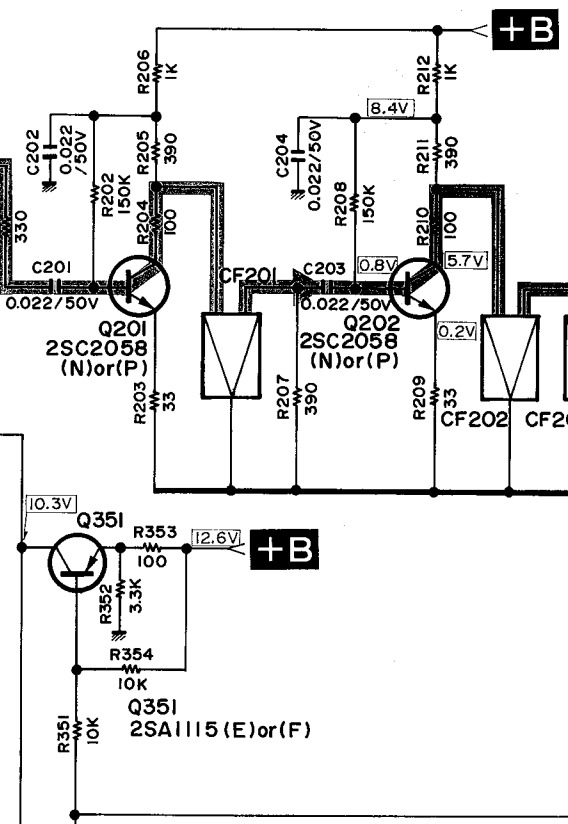 +B
R206
1K
R212
1K
8.4V
C202
0.022
/50V
R205
390
C204
0.022/50V
R211
390
R202
150K
R208
150K
R204
100
R210
100
330
C201
0.022/50V
CF201
C203
0.022/50V
0.8V
5.7V
Q201
2SC2058
(N)or(P)
Q202
2SC2058
(N)or(P)
0.2V
R203
33
R207
390
R209
33
CF202
10.3V
Q351
R353
100
12.6V
+B
R352
3.3K
R354
10K
R351
10K
Q351
2SA1115(E)or(F)